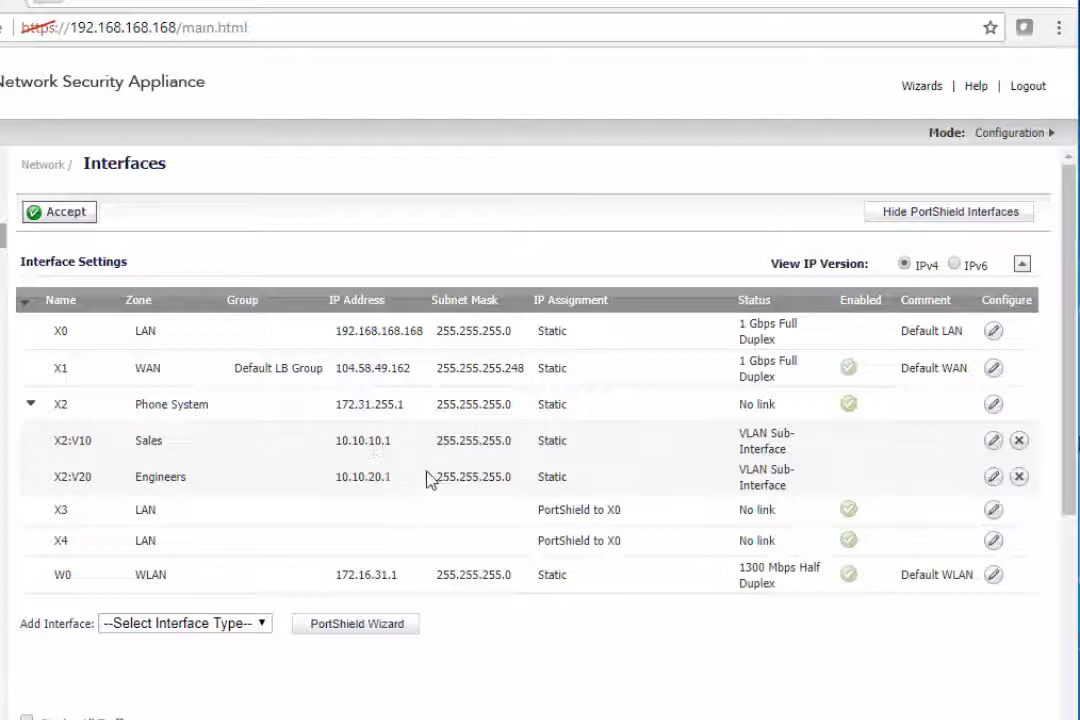 https://192.168.168.168/main.html
Network Security Appliance
Wizards | Help | Logout
Mode: Configuration
Network / Interfaces
Accept
Hide PortShield Interfaces
Interface Settings
View IP Version: IPv4 IPv6
Name Zone Group IP Address Subnet Mask IP Assignment Status Enabled Comment Configure
X0 LAN 192.168.168.168 255.255.255.0 Static 1 Gbps Full Duplex Default LAN
X1 WAN Default LB Group 104.58.49.162 255.255.255.248 Static 1 Gbps Full Duplex Default WAN
X2 Phone System 172.31.255.1 255.255.255.0 Static No link
X2:V10 Sales 10.10.10.1 255.255.255.0 Static VLAN Sub-Interface
X2:V20 Engineers 10.10.20.1 255.255.255.0 Static VLAN Sub-Interface
X3 LAN PortShield to X0 No link
X4 LAN PortShield to X0 No link
W0 WLAN 172.16.31.1 255.255.255.0 Static 1300 Mbps Half Duplex Default WLAN
Add Interface: --Select Interface Type-- PortShield Wizard